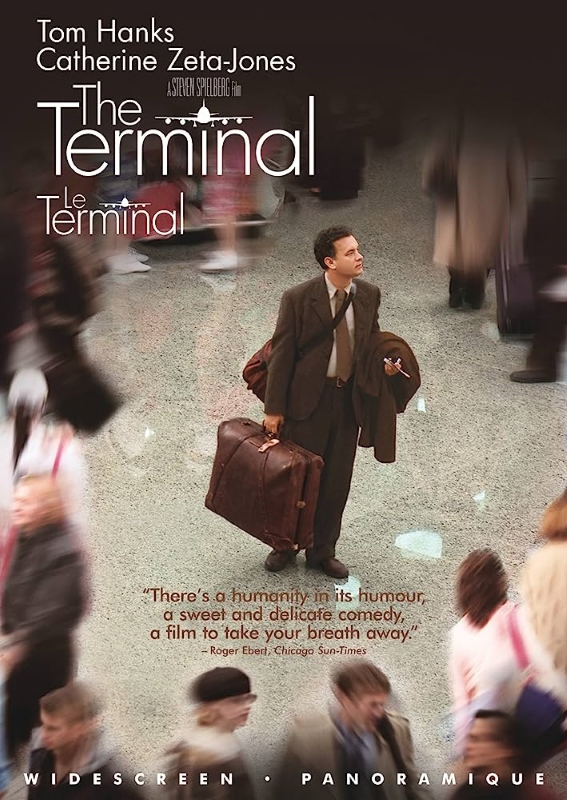 Tom Hanks
Catherine Zeta-Jones
A STEVEN SPIELBERG Film
The
Terminal
Le
Terminal
“There’s a humanity in its humour,
a sweet and delicate comedy,
a film to take your breath away.”
– Roger Ebert, Chicago Sun-Times
WIDESCREEN • PANORAMIQUE